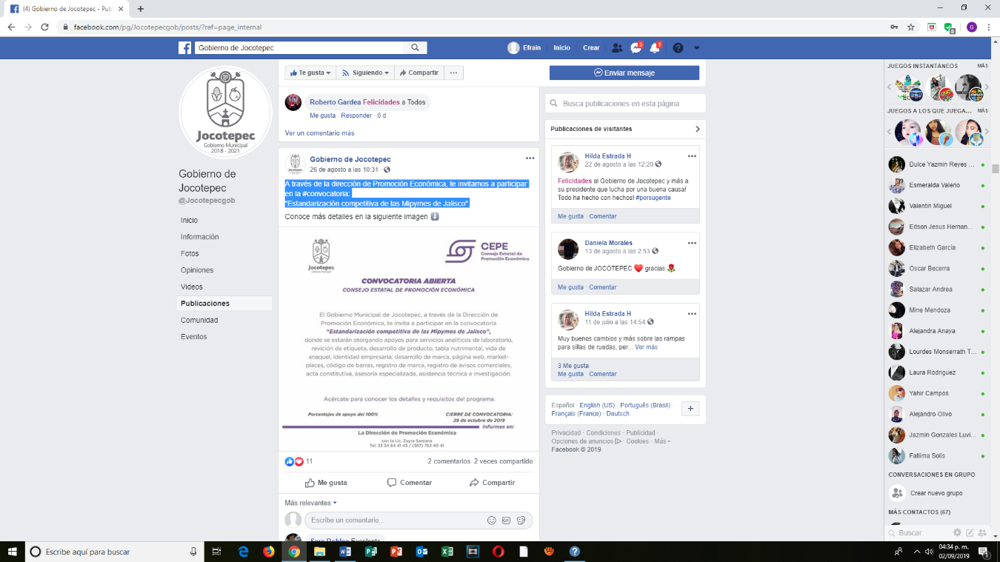 (4) Gobierno de Jocotepec - Pub
facebook.com/pg/Jocotepecgob/posts/?ref=page_internal
G
Gobierno de Jocotepec
Efrain
Inicio
Crear
3
1
Jocotepec
Gobierno Municipal
2018 - 2021
Gobierno de
Jocotepec
@Jocotepecgob
Inicio
Información
Fotos
Opiniones
Videos
Publicaciones
Comunidad
Eventos
Te gusta
Siguiendo
Compartir
Enviar mensaje
Roberto Gardea Felicidades a Todos
Me gusta · Responder · 6 d
Ver un comentario más
Gobierno de Jocotepec
26 de agosto a las 10:31 ·
A través de la dirección de Promoción Económica, te invitamos a participar
en la #convocatoria:
"Estandarización competitiva de las Mipymes de Jalisco".
Conoce más detalles en la siguiente imagen
Jocotepec
CEPE
Consejo Estatal de
Promoción Económica
CONVOCATORIA ABIERTA
CONSEJO ESTATAL DE PROMOCIÓN ECONÓMICA
El Gobierno Municipal de Jocotepec, a través de la Dirección de
Promoción Económica, te invita a participar en la convocatoria
"Estandarización competitiva de las Mipymes de Jalisco",
donde se estarán otorgando apoyos para servicios analíticos de laboratorio,
revición de etiqueta, desarrollo de producto, tabla nutrimental, vida de
anaquel, identidad empresaria; desarrollo de marca, página web, market-
places, código de barras, registro de marca, registro de avisos comerciales,
acta constitutiva, asesoría especializada, asistencia técnica e investigación.
Acércate para conocer los detalles y requisitos del programa.
Porcentajes de apoyo del 100%
CIERRE DE CONVOCATORIA:
29 de octubre de 2019
Informes en:
La Dirección de Promoción Económica
con la Lic. Zayra Santana
Tel: 33 34 64 41 43 / (387) 763 40 41
11
2 comentarios 2 veces compartido
Me gusta
Comentar
Compartir
Más relevantes
Escribe un comentario...
GIF
Sara Robles Excelente
Busca publicaciones en esta página
Publicaciones de visitantes
Hilda Estrada H
22 de agosto a las 12:20
Felicidades al Gobierno de Jocotepec y más a
su presidente que lucha por una buena causa!
Todo ha hecho con hechos! #porsugente
Me gusta · Comentar
Daniela Morales
13 de agosto a las 2:53
Gobierno de JOCOTEPEC gracias
Me gusta · Comentar
Hilda Estrada H
11 de julio a las 14:54
Muy buenos cambios y más sobre las rampas
para sillas de ruedas, per... Ver más
3 Me gusta
Me gusta · Comentar
Español · English (US) · Português (Brasil)
Français (France) · Deutsch
Privacidad · Condiciones · Publicidad ·
Opciones de anuncios · Cookies · Más
Facebook © 2019
JUEGOS INSTANTÁNEOS MÁS
JUEGOS A LOS QUE JUEGA... MÁS
Dulce Yazmin Reyes ...
Esmeralda Valerio
Valentin Miguel
Edson Jesus Hernan...
Elizabeth García
Oscar Becerra
Salazar Andrea
Mine Mendoza
Alejandra Anaya
Lourdes Monserrath T...
Laura Rodriguez
Yahir Campos
Alejandro Olivo
Jazmin Gonzales Luvi...
Fatiima Solis
CONVERSACIONES EN GRUPO
Crear nuevo grupo
MÁS CONTACTOS (67)
Buscar
Escribe aquí para buscar
04:34 p. m.
02/09/2019
1